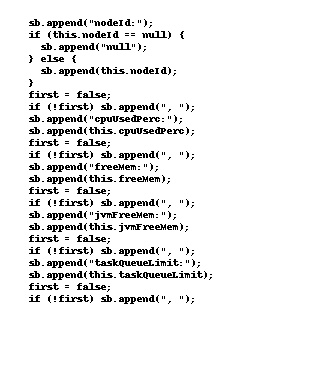 sb.append("nodeId:");
if (this.nodeId == null) {
  sb.append("null");
} else {
  sb.append(this.nodeId);
}
first = false;
if (!first) sb.append(", ");
sb.append("cpuUsedPerc:");
sb.append(this.cpuUsedPerc);
first = false;
if (!first) sb.append(", ");
sb.append("freeMem:");
sb.append(this.freeMem);
first = false;
if (!first) sb.append(", ");
sb.append("jvmFreeMem:");
sb.append(this.jvmFreeMem);
first = false;
if (!first) sb.append(", ");
sb.append("taskQueueLimit:");
sb.append(this.taskQueueLimit);
first = false;
if (!first) sb.append(", ");